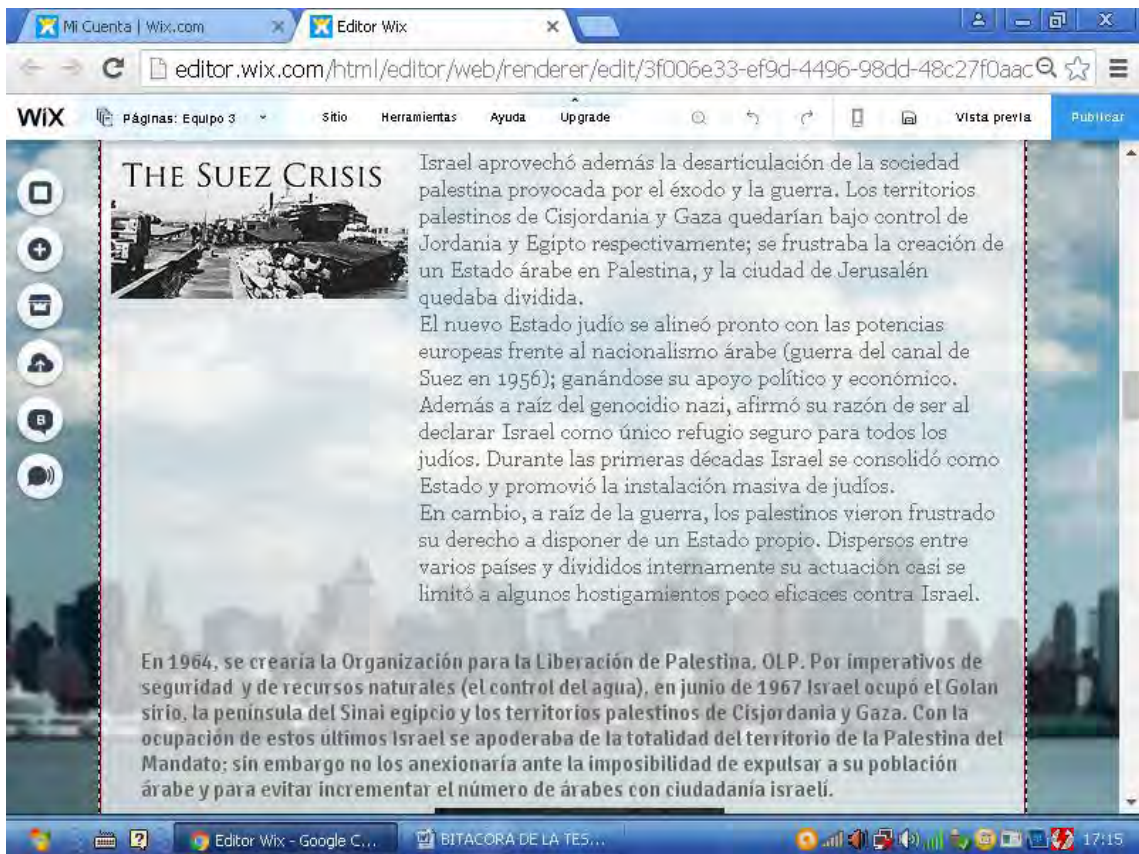 Mi Cuenta | Wix.com
Editor Wix
editor.wix.com/html/editor/web/renderer/edit/3f006e33-ef9d-4496-98dd-48c27f0aac
WiX
Páginas: Equipo 3
Sitio
Herramientas
Ayuda
Upgrade
Vista previa
Publicar
THE SUEZ CRISIS
Israel aprovechó además la desarticulación de la sociedad
palestina provocada por el éxodo y la guerra. Los territorios
palestinos de Cisjordania y Gaza quedarían bajo control de
Jordania y Egipto respectivamente; se frustraba la creación de
un Estado árabe en Palestina, y la ciudad de Jerusalén
quedaba dividida.
El nuevo Estado judío se alineó pronto con las potencias
europeas frente al nacionalismo árabe (guerra del canal de
Suez en 1956); ganándose su apoyo político y económico.
Además a raíz del genocidio nazi, afirmó su razón de ser al
declarar Israel como único refugio seguro para todos los
judíos. Durante las primeras décadas Israel se consolidó como
Estado y promovió la instalación masiva de judíos.
En cambio, a raíz de la guerra, los palestinos vieron frustrado
su derecho a disponer de un Estado propio. Dispersos entre
varios países y divididos internamente su actuación casi se
limitó a algunos hostigamientos poco eficaces contra Israel.
En 1964, se crearía la Organización para la Liberación de Palestina, OLP. Por imperativos de
seguridad y de recursos naturales (el control del agua), en junio de 1967 Israel ocupó el Golan
sirio, la península del Sinai egipcio y los territorios palestinos de Cisjordania y Gaza. Con la
ocupación de estos últimos Israel se apoderaba de la totalidad del territorio de la Palestina del
Mandato; sin embargo no los anexionaría ante la imposibilidad de expulsar a su población
árabe y para evitar incrementar el número de árabes con ciudadanía israelí.
Editor Wix - Google C...
BITACORA DE LA TES...
17:15